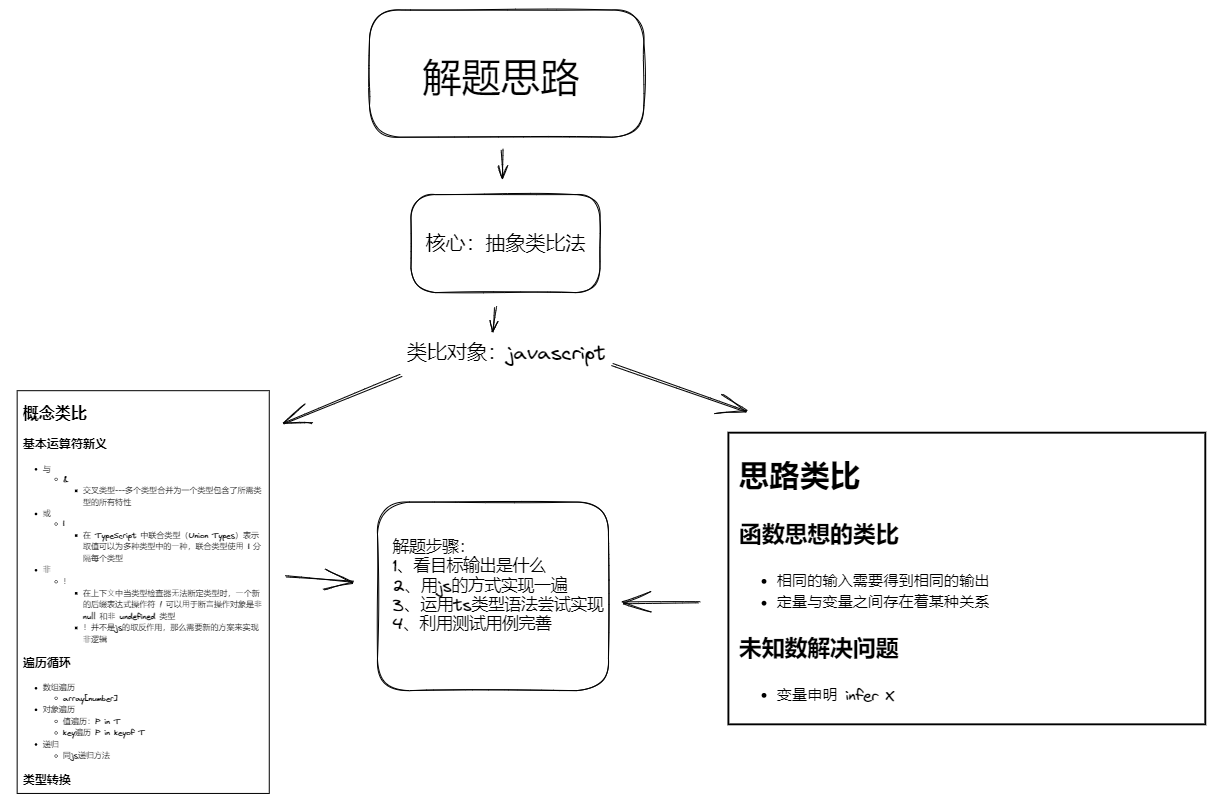 解题思路
核心：抽象类比法
类比对象：javascript
概念类比
基本运算符新义
与
&
交叉类型---多个类型合并为一个类型包含了所需类
型的所有特性
或
|
在 TypeScript 中联合类型（Union Types）表示
取值可以为多种类型中的一种，联合类型使用 | 分
隔每个类型
非
!
在上下文中当类型检查器无法断定类型时，一个新
的后缀表达式操作符 ! 可以用于断言操作对象是非
null 和非 undefined 类型
! 并不是js的取反作用，那么需要新的方案来实现
非逻辑
遍历循环
数组遍历
array[number]
对象遍历
值遍历：P in T
key遍历 P in keyof T
递归
同js递归方法
类型转换
解题步骤：
1、看目标输出是什么
2、用js的方式实现一遍
3、运用ts类型语法尝试实现
4、利用测试用例完善
思路类比
函数思想的类比
相同的输入需要得到相同的输出
定量与变量之间存在着某种关系
未知数解决问题
变量申明 infer X